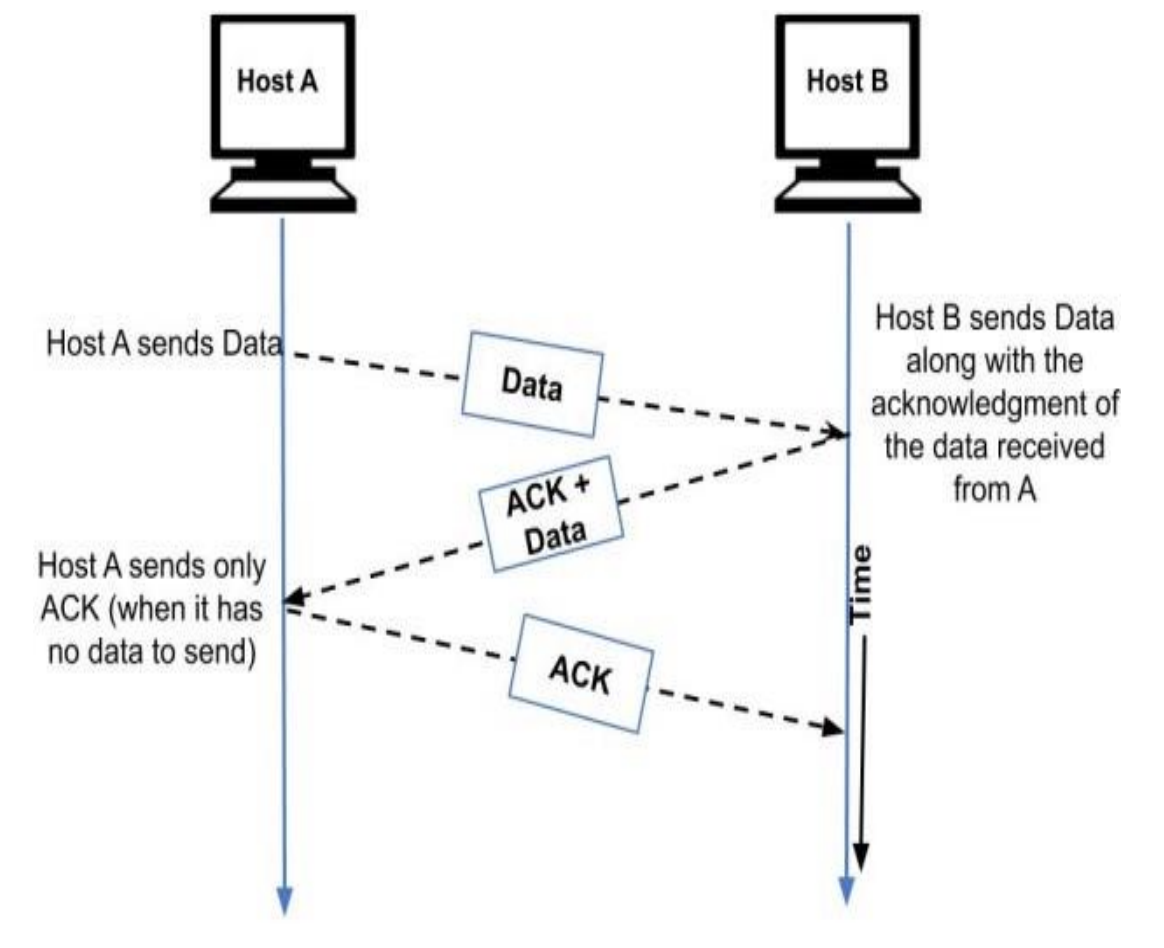 Host A
Host B
Host A sends Data
Data
Host B sends Data
along with the
acknowledgment of
the data received
from A
ACK +
Data
Host A sends only
ACK (when it has
no data to send)
Time
ACK